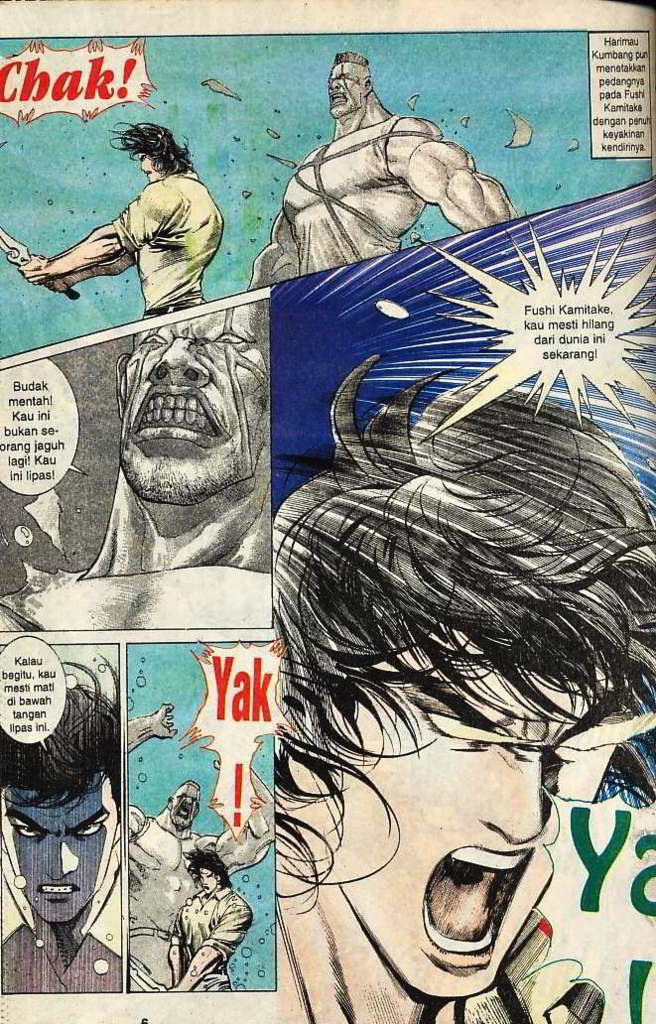 Chak!
Harimau
Kumbang pun
menetakkan
pedangnya
pada Fushi
Kamitake
dengan penuh
keyakinan
kendirinya.
Fushi Kamitake,
kau mesti hilang
dari dunia ini
sekarang!
Budak
mentah!
Kau ini
bukan se-
orang jaguh
lagi! Kau
ini lipas!
Kalau
begitu, kau
mesti mati
di bawah
tangan
lipas ini.
Yak
!
Ya
!
6